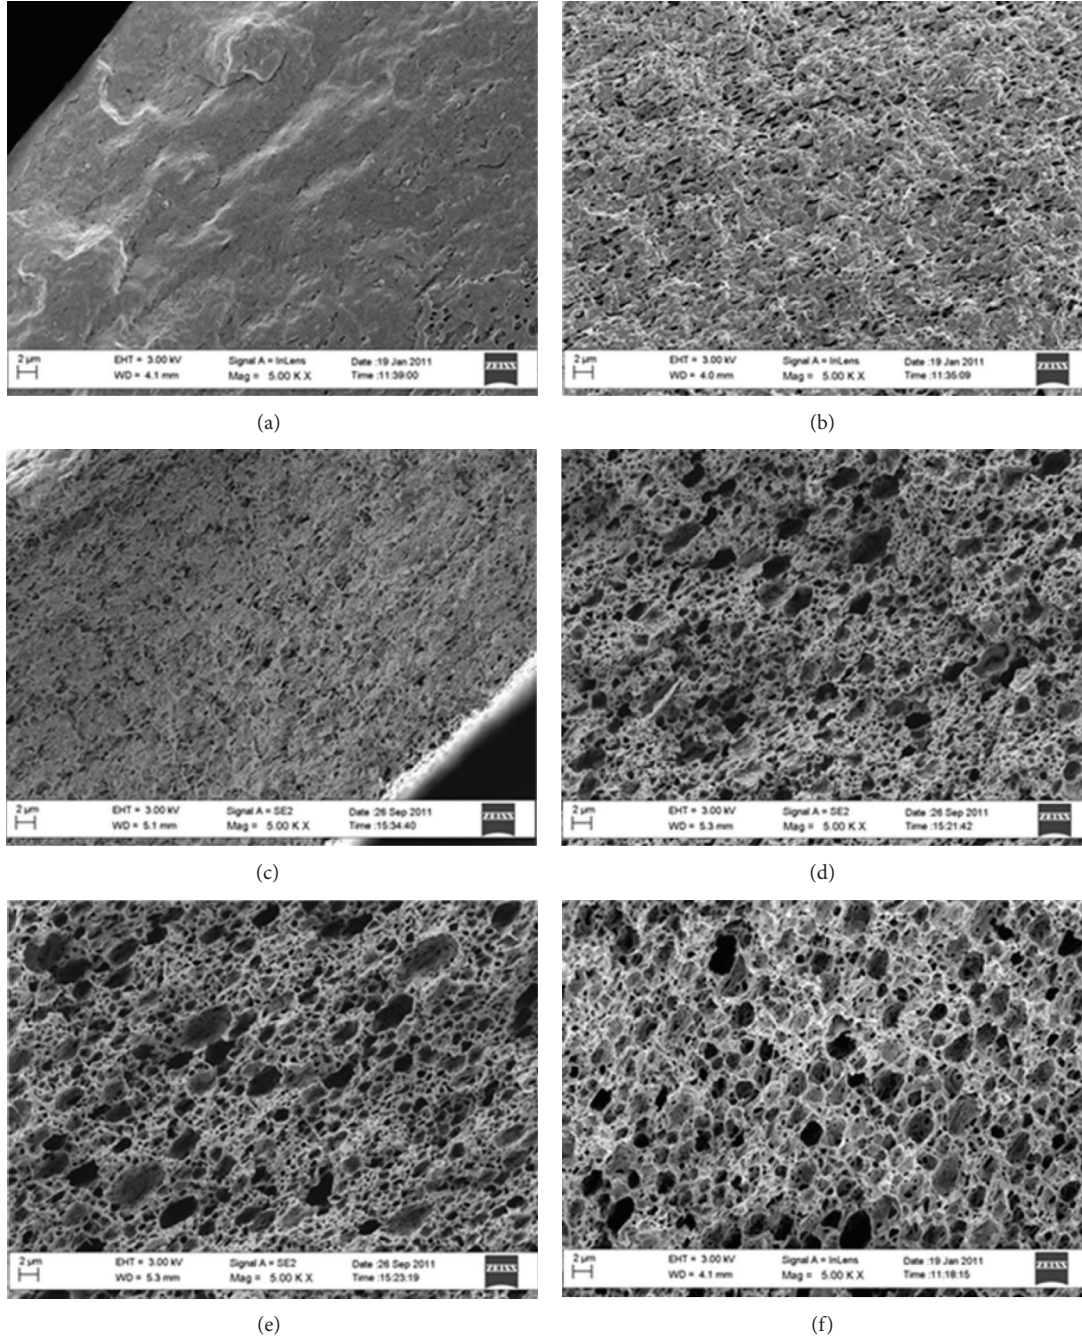 2 μm
EHT = 3.00 kV
WD = 4.1 mm
Signal A = InLens
Mag = 5.00 K X
Date :19 Jan 2011
Time :11:39:00
ZEISS
2 μm
EHT = 3.00 kV
WD = 4.0 mm
Signal A = InLens
Mag = 5.00 K X
Date :19 Jan 2011
Time :11:35:09
ZEISS
(a)
(b)
2 μm
EHT = 3.00 kV
WD = 5.1 mm
Signal A = SE2
Mag = 5.00 K X
Date :26 Sep 2011
Time :15:34:40
ZEISS
2 μm
EHT = 3.00 kV
WD = 5.3 mm
Signal A = SE2
Mag = 5.00 K X
Date :26 Sep 2011
Time :15:21:42
ZEISS
(c)
(d)
2 μm
EHT = 3.00 kV
WD = 5.3 mm
Signal A = SE2
Mag = 5.00 K X
Date :26 Sep 2011
Time :15:23:19
ZEISS
2 μm
EHT = 3.00 kV
WD = 4.1 mm
Signal A = InLens
Mag = 5.00 K X
Date :19 Jan 2011
Time :11:18:15
ZEISS
(e)
(f)